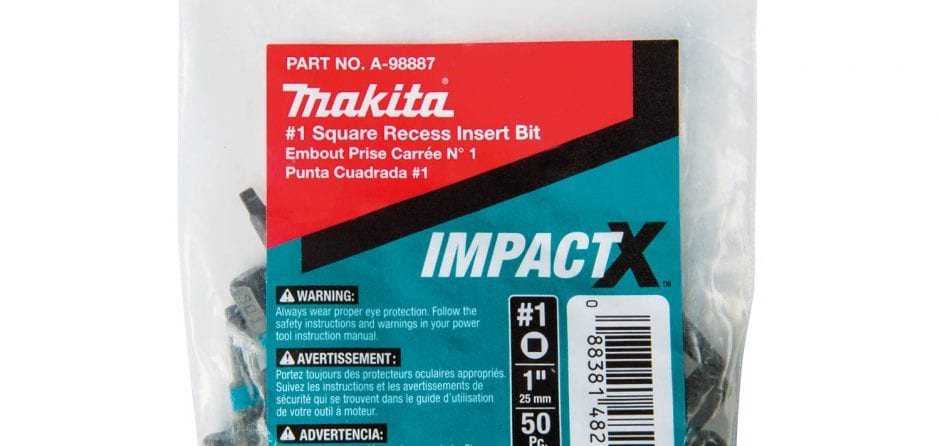 PART NO. A-98887
makita®
#1 Square Recess Insert Bit
Embout Prise Carrée N° 1
Punta Cuadrada #1
IMPACTX™
WARNING:
Always wear proper eye protection. Follow the
safety instructions and warnings in your power
tool instruction manual.
AVERTISSEMENT:
Portez toujours des protecteurs oculaires appropriés.
Suivez les instructions et les avertissements de
sécurité qui se trouvent dans le guide d'utilisation
de votre outil à moteur.
ADVERTENCIA:
#1
1"
25 mm
50
Pc.
0 88381 482